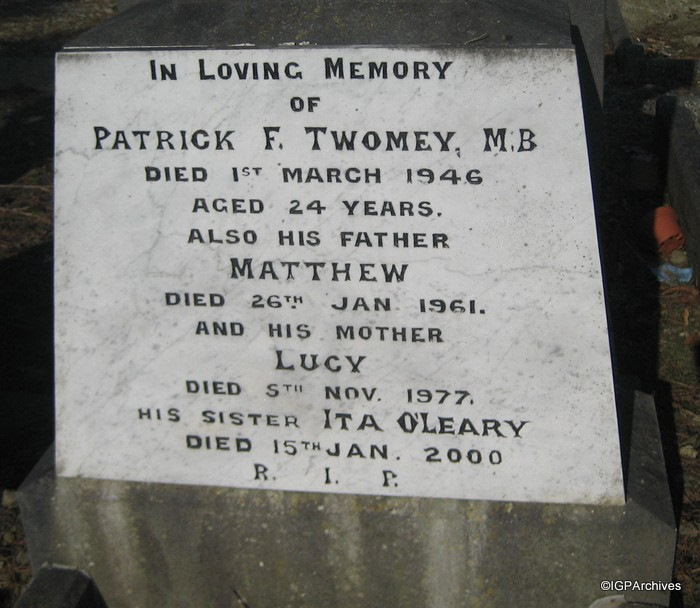 IN LOVING MEMORY
OF
PATRICK F. TWOMEY, M.B
DIED 1ST MARCH 1946
AGED 24 YEARS.
ALSO HIS FATHER
MATTHEW
DIED 26TH JAN 1961.
AND HIS MOTHER
LUCY
DIED 5TH NOV. 1977.
HIS SISTER ITA O'LEARY
DIED 15TH JAN. 2000
R. I. P.
©IGPArchives